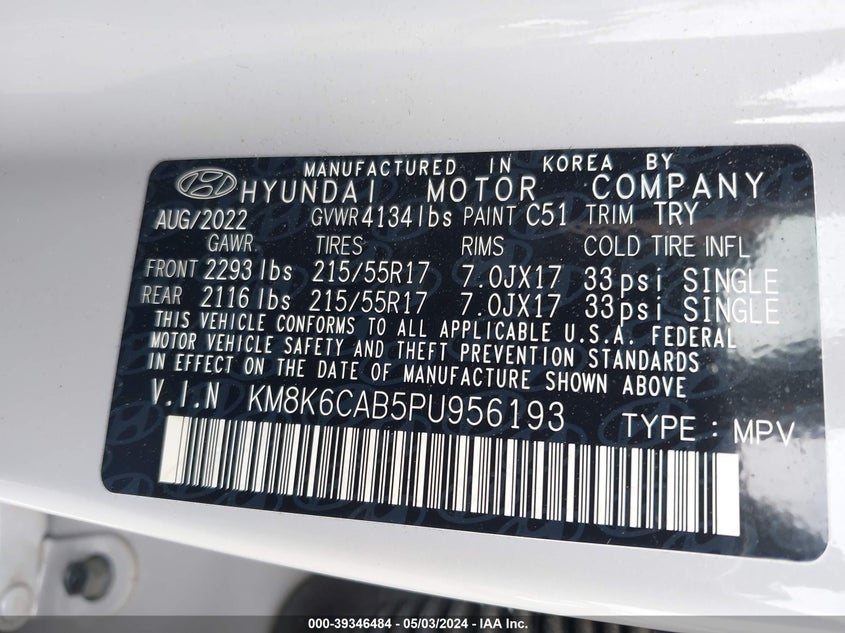 MANUFACTURED IN KOREA BY
HYUNDAI MOTOR COMPANY
AUG/2022 GVWR 4134 lbs PAINT C51 TRIM TRY
GAWR. TIRES RIMS COLD TIRE INFL
FRONT 2293 lbs 215/55R17 7.0JX17 33psi SINGLE
REAR 2116 lbs 215/55R17 7.0JX17 33psi SINGLE
THIS VEHICLE CONFORMS TO ALL APPLICABLE U.S.A. FEDERAL
MOTOR VEHICLE SAFETY AND THEFT PREVENTION STANDARDS
IN EFFECT ON THE DATE OF MANUFACTURE SHOWN ABOVE
V.I.N KM8K6CAB5PU956193 TYPE : MPV
000-39346484 - 05/03/2024 - IAA Inc.